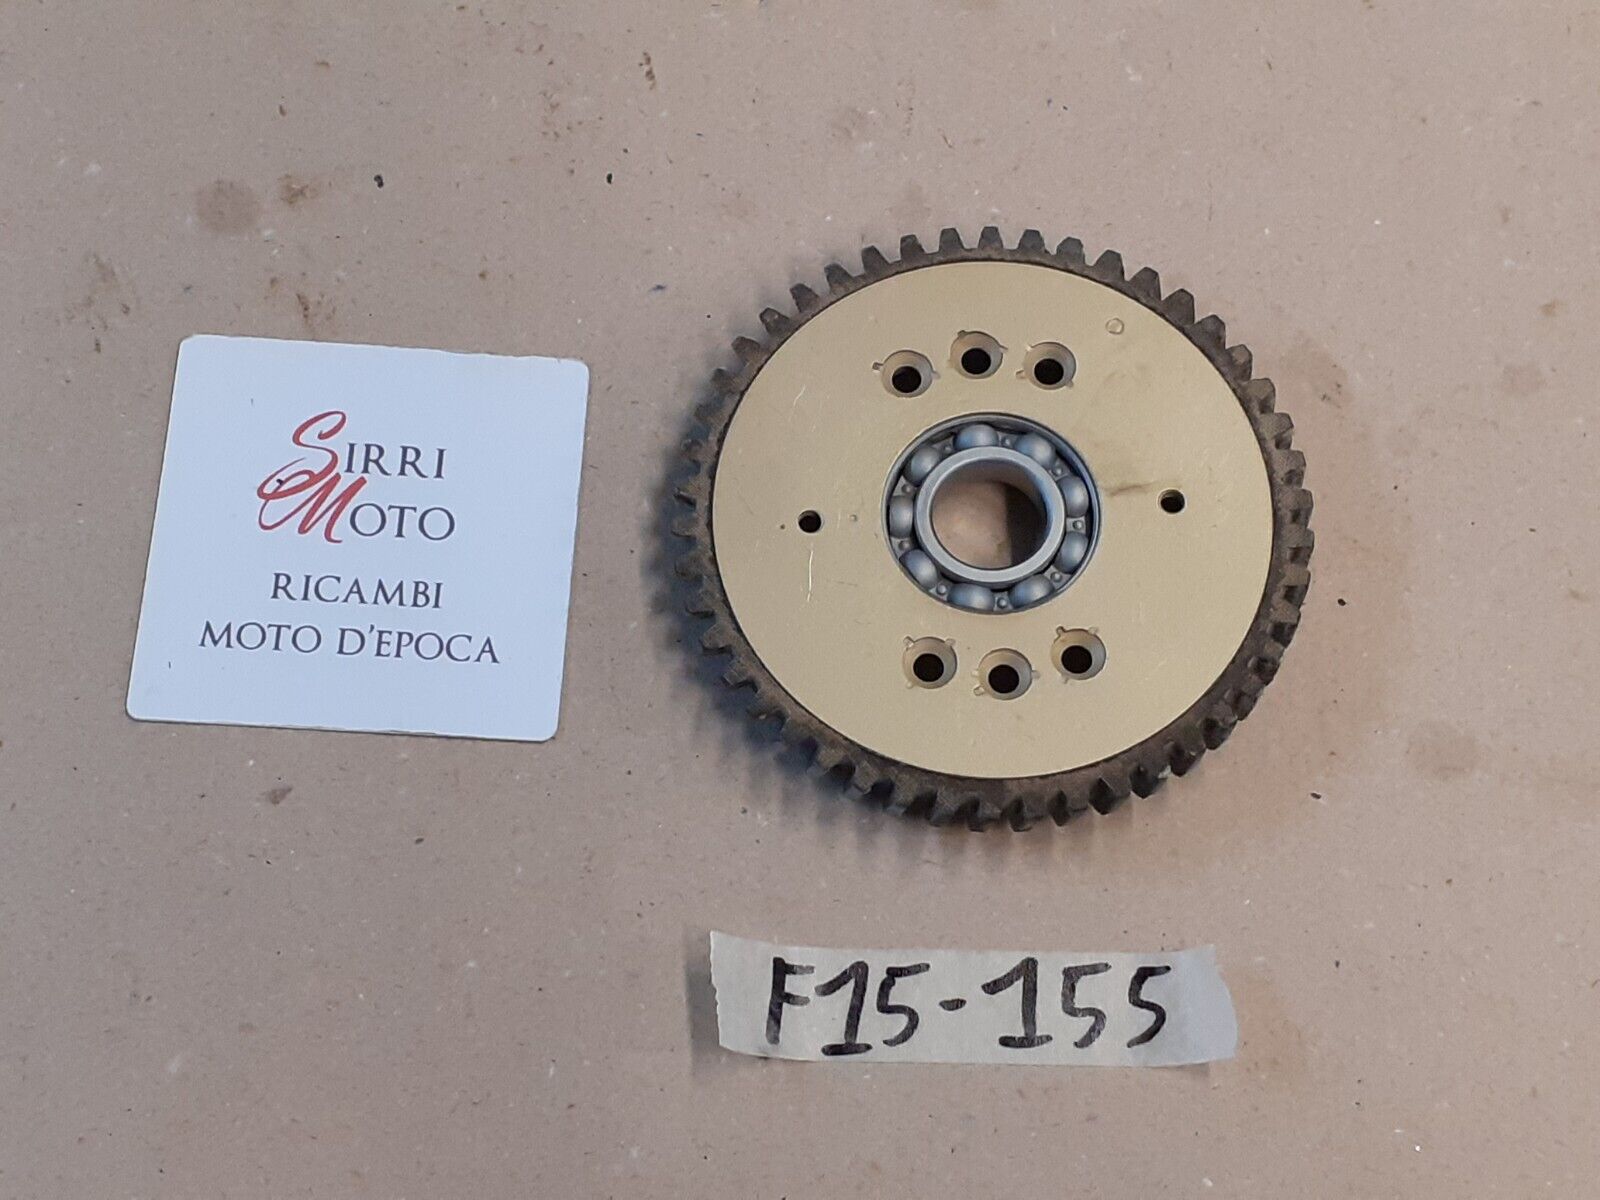 SIRRI
MOTO
RICAMBI
MOTO D'EPOCA
F15-155